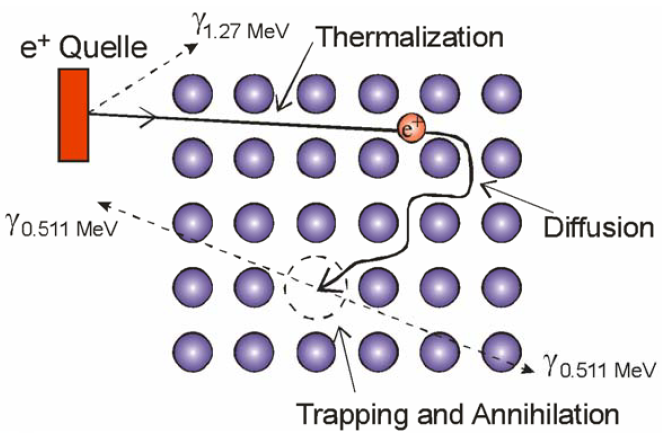 γ1.27 MeV
Thermalization
e+ Quelle
e+
γ0.511 MeV
Diffusion
γ0.511 MeV
Trapping and Annihilation